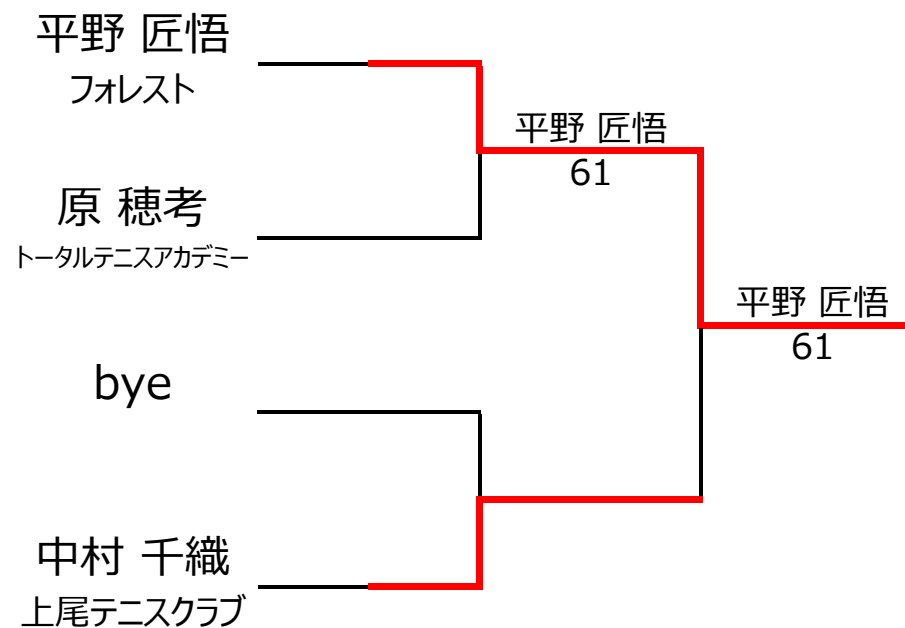 平野 匠悟
フォレスト
平野 匠悟
61
原 穂考
トータルテニスアカデミー
平野 匠悟
61
bye
中村 千織
上尾テニスクラブ